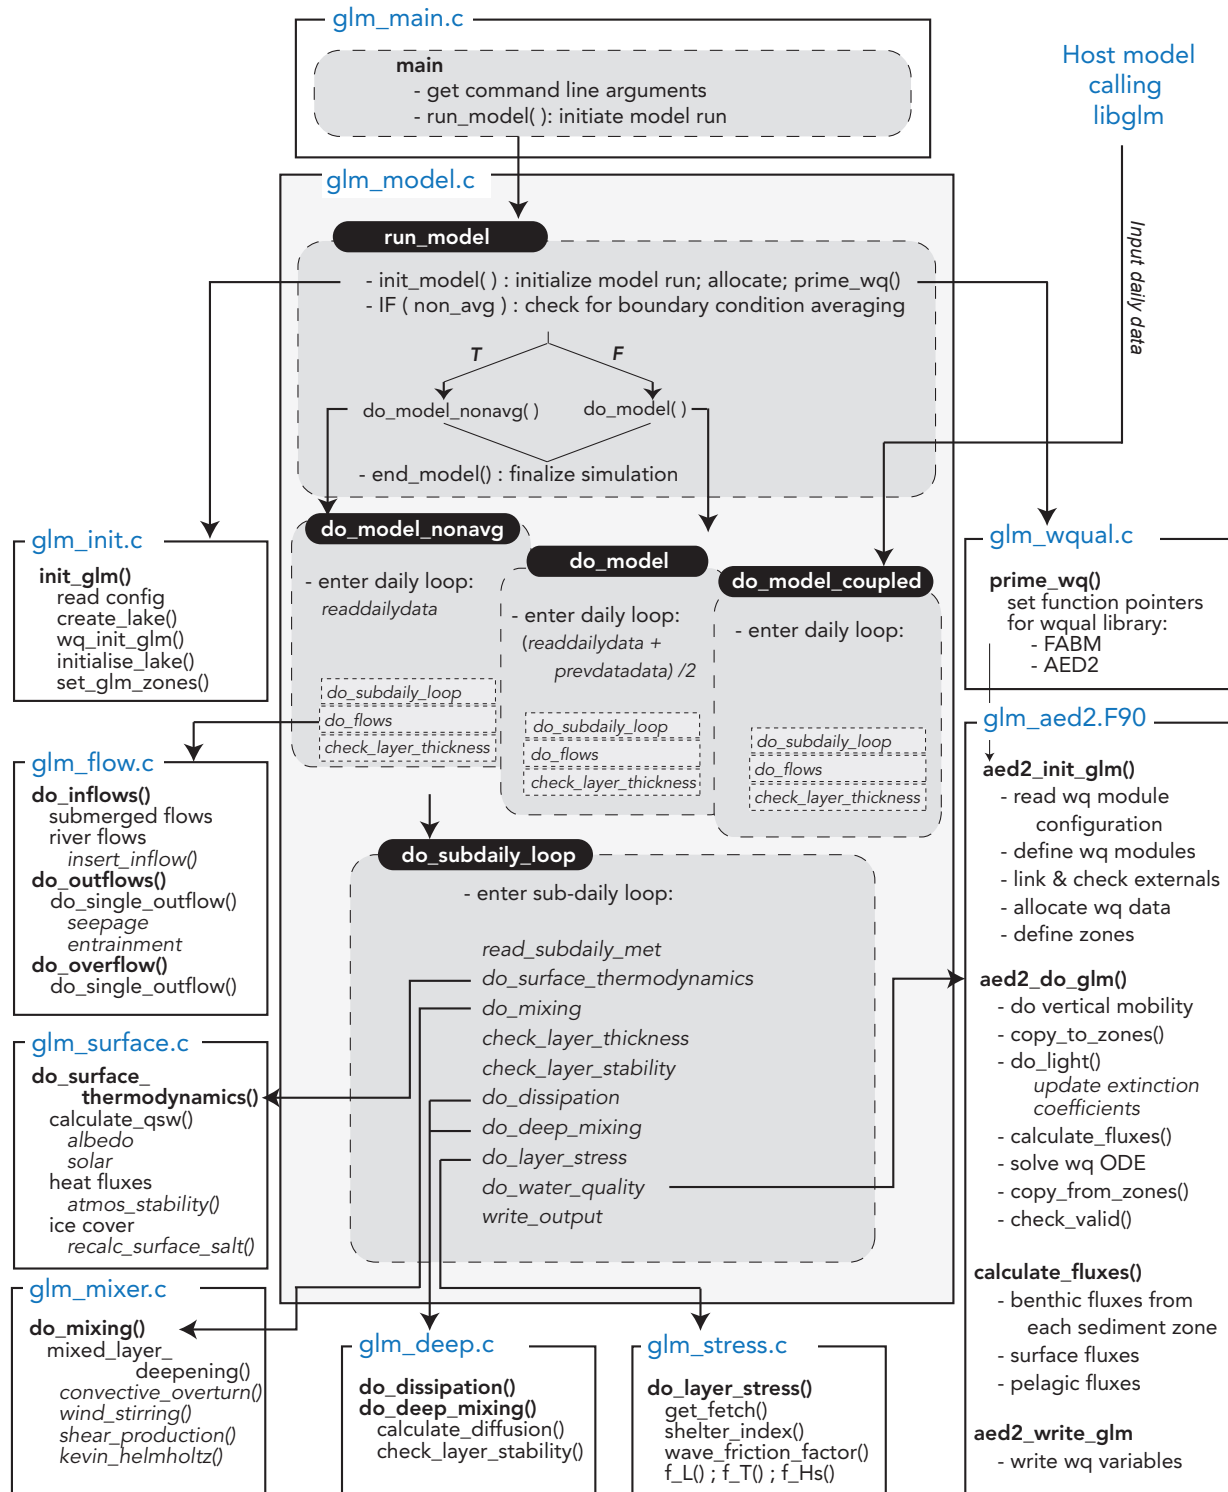 glm_main.c
main
- get command line arguments
- run_model( ): initiate model run
Host model
calling
libglm
Input daily data
glm_model.c
run_model
- init_model( ) : initialize model run; allocate; prime_wq()
- IF ( non_avg ) : check for boundary condition averaging
T
F
do_model_nonavg( )
do_model( )
- end_model() : finalize simulation
glm_init.c
init_glm()
read config
create_lake()
wq_init_glm()
initialise_lake()
set_glm_zones()
do_model_nonavg
- enter daily loop:
readdailydata
do_subdaily_loop
do_flows
check_layer_thickness
do_model
- enter daily loop:
(readdailydata +
prevdatadata) /2
do_subdaily_loop
do_flows
check_layer_thickness
do_model_coupled
- enter daily loop:
do_subdaily_loop
do_flows
check_layer_thickness
glm_wqual.c
prime_wq()
set function pointers
for wqual library:
- FABM
- AED2
glm_flow.c
do_inflows()
submerged flows
river flows
insert_inflow()
do_outflows()
do_single_outflow()
seepage
entrainment
do_overflow()
do_single_outflow()
do_subdaily_loop
- enter sub-daily loop:
read_subdaily_met
do_surface_thermodynamics
do_mixing
check_layer_thickness
check_layer_stability
do_dissipation
do_deep_mixing
do_layer_stress
do_water_quality
write_output
glm_aed2.F90
aed2_init_glm()
- read wq module
configuration
- define wq modules
- link & check externals
- allocate wq data
- define zones
aed2_do_glm()
- do vertical mobility
- copy_to_zones()
- do_light()
update extinction
coefficients
- calculate_fluxes()
- solve wq ODE
- copy_from_zones()
- check_valid()
calculate_fluxes()
- benthic fluxes from
each sediment zone
- surface fluxes
- pelagic fluxes
aed2_write_glm
- write wq variables
glm_surface.c
do_surface_
thermodynamics()
calculate_qsw()
albedo
solar
heat fluxes
atmos_stability()
ice cover
recalc_surface_salt()
glm_mixer.c
do_mixing()
mixed_layer_
deepening()
convective_overturn()
wind_stirring()
shear_production()
kevin_helmholtz()
glm_deep.c
do_dissipation()
do_deep_mixing()
calculate_diffusion()
check_layer_stability()
glm_stress.c
do_layer_stress()
get_fetch()
shelter_index()
wave_friction_factor()
f_L() ; f_T() ; f_Hs()